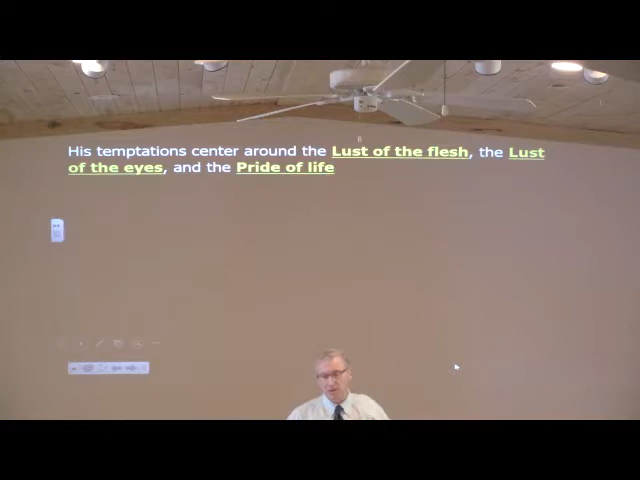 His temptations center around the Lust of the flesh, the Lust
of the eyes, and the Pride of life